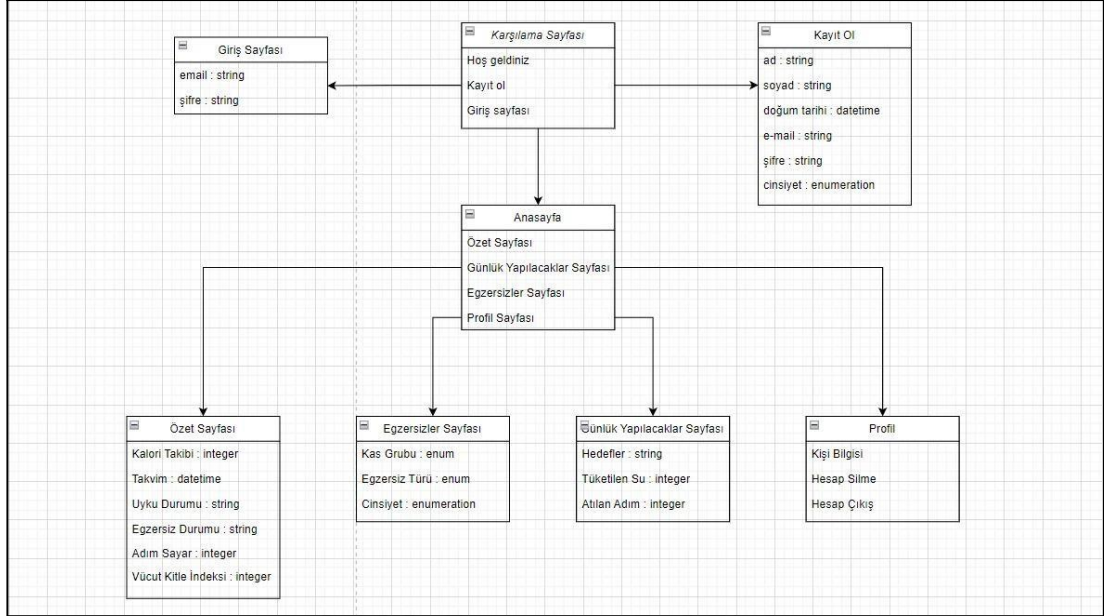 Giriş Sayfası
email : string
şifre : string
Karşılama Sayfası
Hoş geldiniz
Kayıt ol
Giriş sayfası
Kayıt Ol
ad : string
soyad : string
doğum tarihi : datetime
e-mail : string
şifre : string
cinsiyet : enumeration
Anasayfa
Özet Sayfası
Günlük Yapılacaklar Sayfası
Egzersizler Sayfası
Profil Sayfası
Özet Sayfası
Kalori Takibi : integer
Takvim : datetime
Uyku Durumu : string
Egzersiz Durumu : string
Adım Sayar : integer
Vücut Kitle İndeksi : integer
Egzersizler Sayfası
Kas Grubu : enum
Egzersiz Türü : enum
Cinsiyet : enumeration
Günlük Yapılacaklar Sayfası
Hedefler : string
Tüketilen Su : integer
Atılan Adım : integer
Profil
Kişi Bilgisi
Hesap Silme
Hesap Çıkış